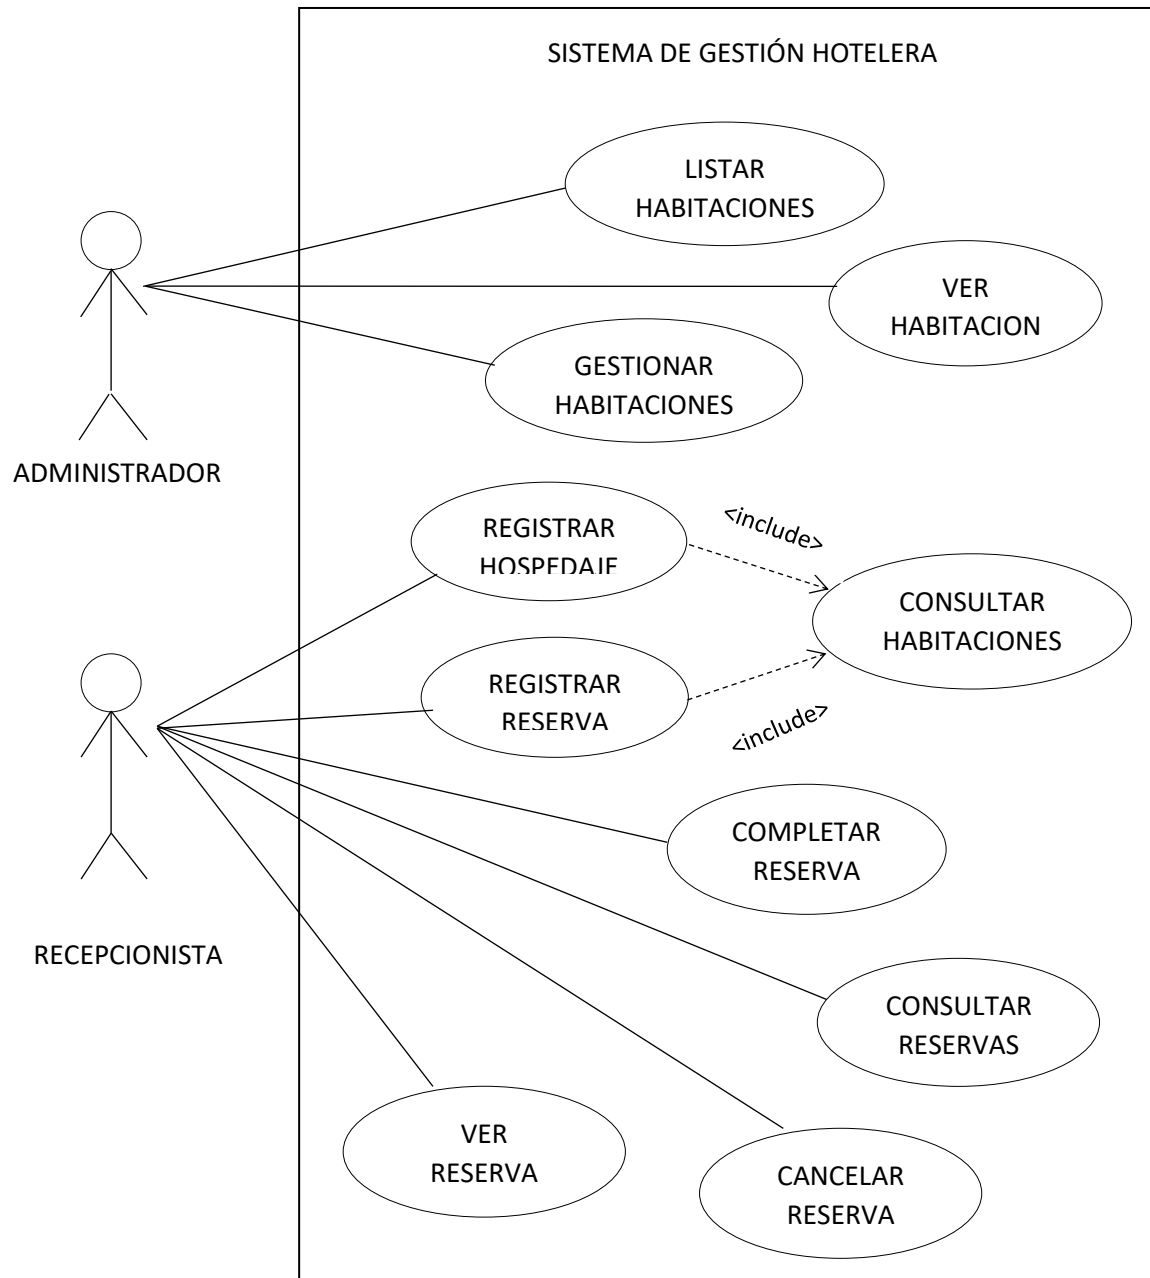 SISTEMA DE GESTIÓN HOTELERA
LISTAR
HABITACIONES
VER
HABITACION
GESTIONAR
HABITACIONES
ADMINISTRADOR
REGISTRAR
HOSPEDAJE
<include>
CONSULTAR
HABITACIONES
REGISTRAR
RESERVA
<include>
COMPLETAR
RESERVA
RECEPCIONISTA
CONSULTAR
RESERVAS
VER
RESERVA
CANCELAR
RESERVA